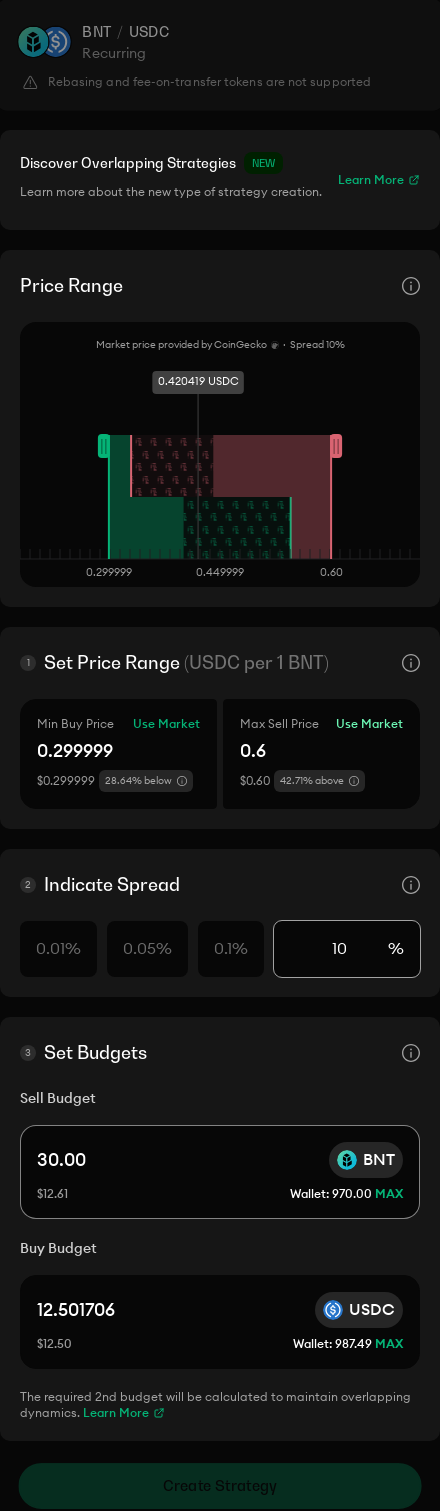 BNT / USDC
Recurring
Rebasing and fee-on-transfer tokens are not supported
Discover Overlapping Strategies NEW
Learn more about the new type of strategy creation.
Learn More
Price Range
Market price provided by CoinGecko · Spread 10%
0.420419 USDC
0.299999 0.449999 0.60
1 Set Price Range (USDC per 1 BNT)
Min Buy Price Use Market
0.299999
$0.299999 28.64% below
Max Sell Price Use Market
0.6
$0.60 42.71% above
2 Indicate Spread
0.01% 0.05% 0.1% 10 %
3 Set Budgets
Sell Budget
30.00 BNT
$12.61 Wallet: 970.00 MAX
Buy Budget
12.501706 USDC
$12.50 Wallet: 987.49 MAX
The required 2nd budget will be calculated to maintain overlapping
dynamics. Learn More
Create Strategy